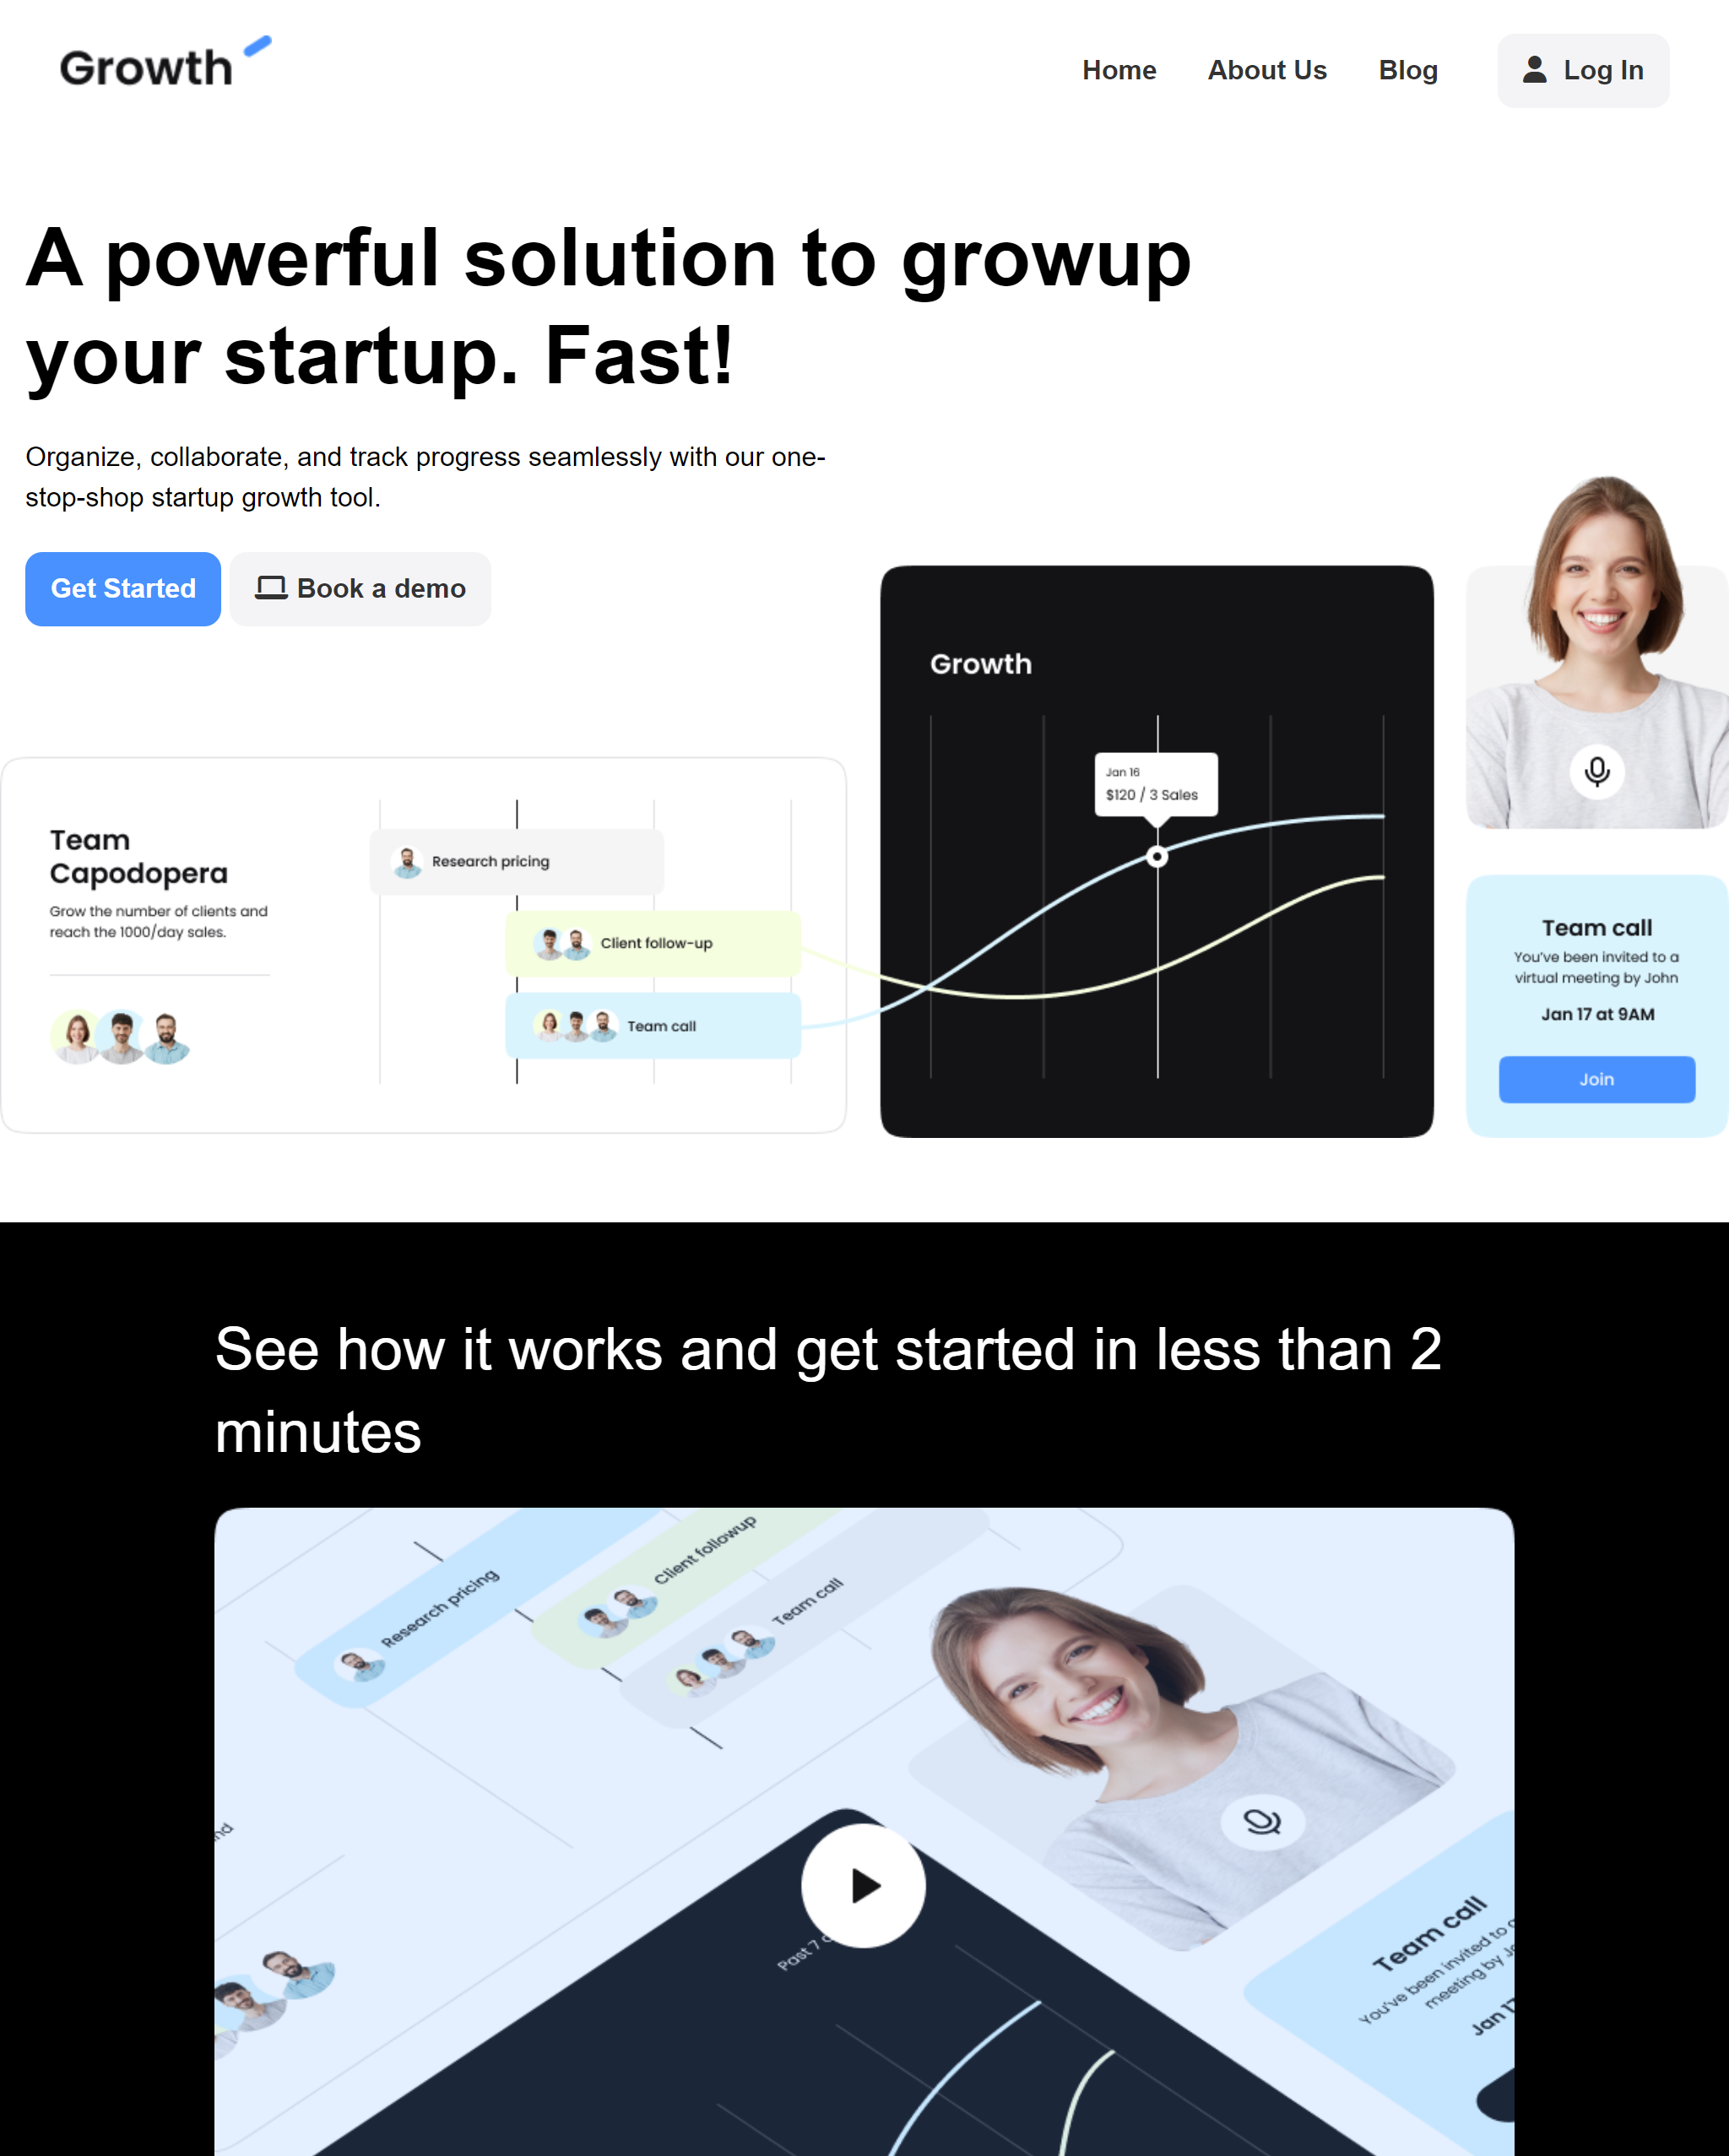 Growth
Home
About Us
Blog
Log In
A powerful solution to growup
your startup. Fast!
Organize, collaborate, and track progress seamlessly with our one-
stop-shop startup growth tool.
Get Started
Book a demo
Growth
Jan 16
$120 / 3 Sales
Team
Capodopera
Grow the number of clients and
reach the 1000/day sales.
Research pricing
Client follow-up
Team call
Team call
You've been invited to a
virtual meeting by John
Jan 17 at 9AM
Join
See how it works and get started in less than 2
minutes
Research pricing
Client followup
Team call
Past 7
Team call
You've been invited to
meeting by
Jan 17